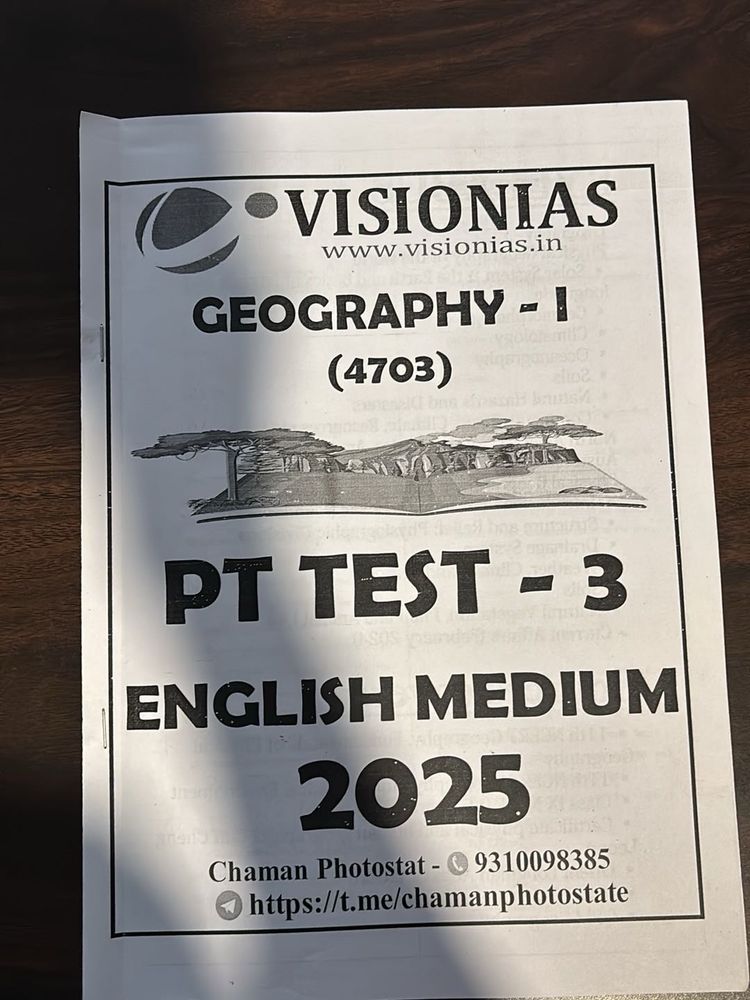 VISIONIAS
www.visionias.in
GEOGRAPHY - I
(4703)
PT TEST - 3
ENGLISH MEDIUM
2025
Chaman Photostat - 9310098385
https://t.me/chamanphotostate